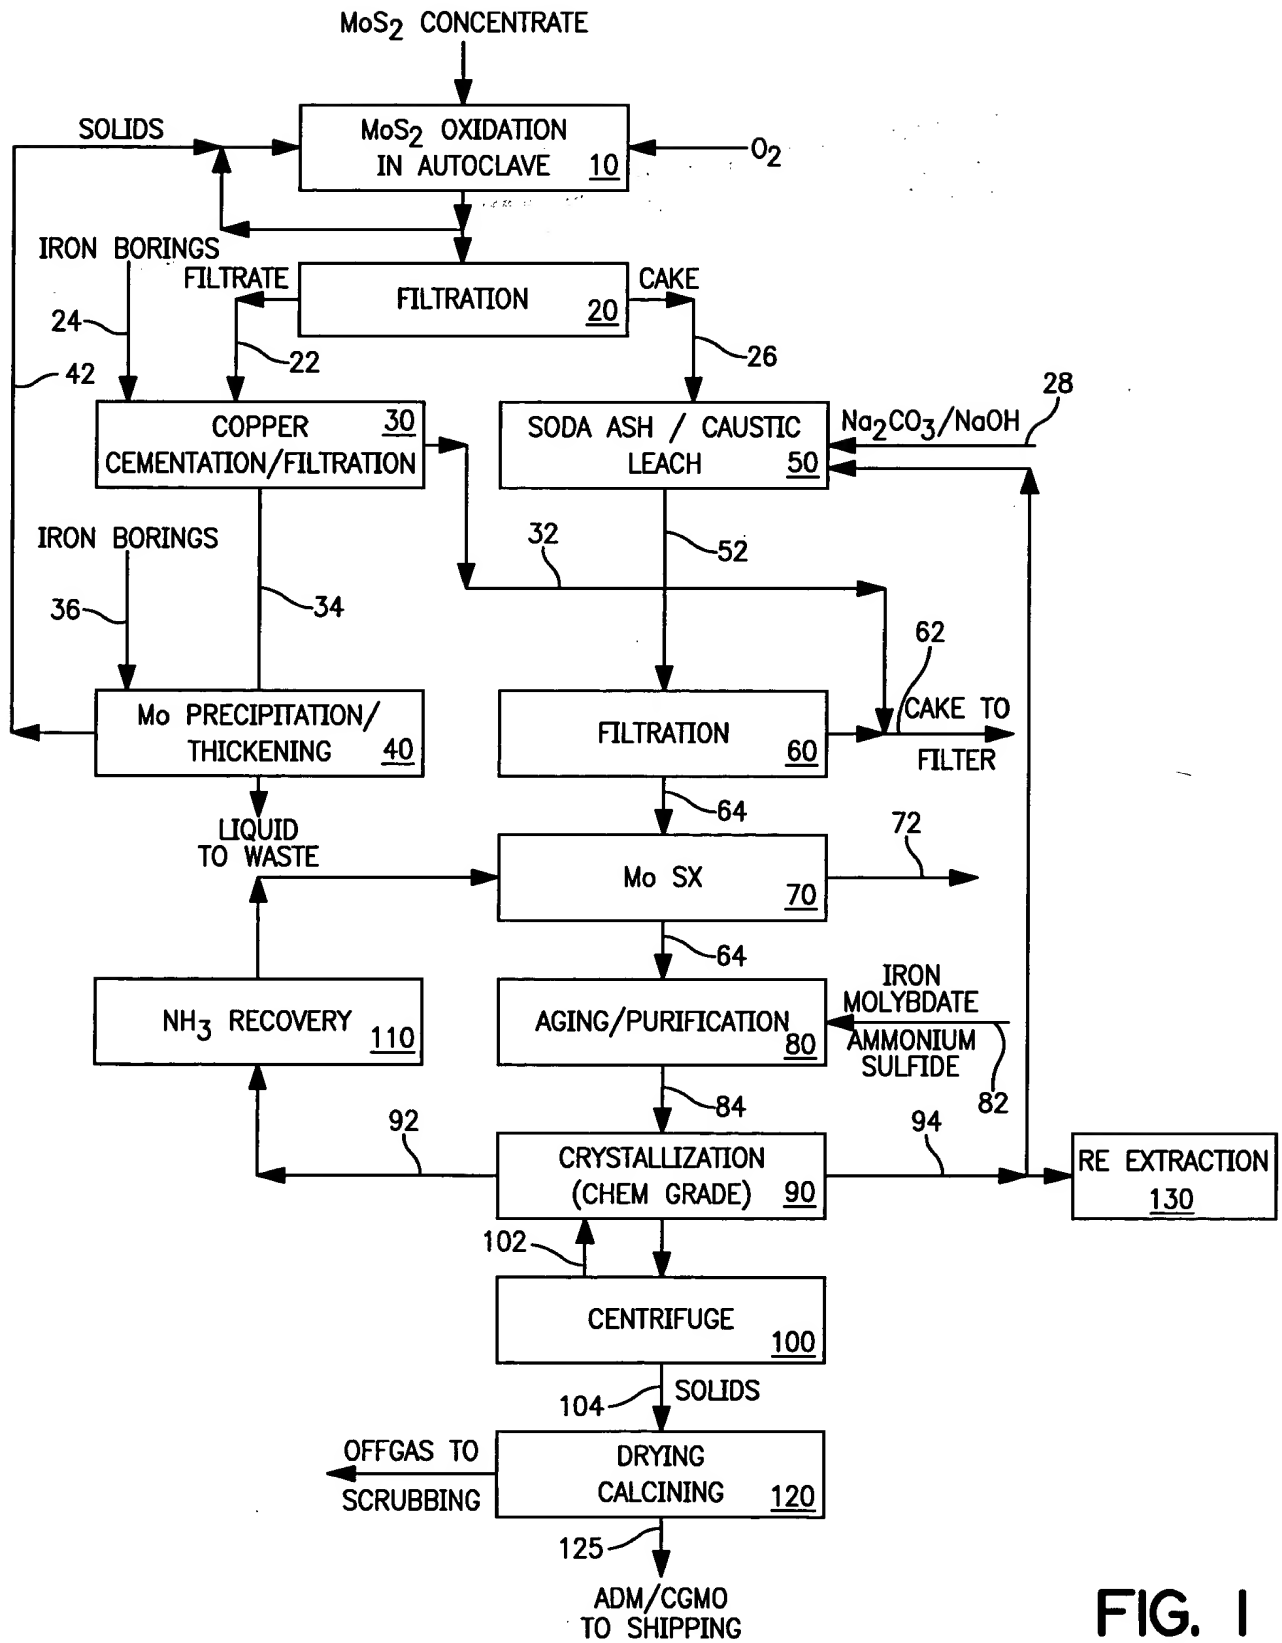 MoS2 CONCENTRATE
SOLIDS
MoS2 OXIDATION
IN AUTOCLAVE 10
O2
IRON BORINGS
FILTRATE
FILTRATION 20
CAKE
24
22
26
42
28
Na2CO3/NaOH
COPPER 30
CEMENTATION/FILTRATION
SODA ASH / CAUSTIC
LEACH 50
IRON BORINGS
32
52
36
34
62
Mo PRECIPITATION/
THICKENING 40
FILTRATION 60
CAKE TO
FILTER
64
LIQUID
TO WASTE
72
Mo SX 70
64
NH3 RECOVERY 110
AGING/PURIFICATION 80
IRON
MOLYBDATE
AMMONIUM
SULFIDE
82
84
92
94
CRYSTALLIZATION
(CHEM GRADE) 90
RE EXTRACTION
130
102
CENTRIFUGE 100
104
SOLIDS
OFFGAS TO
SCRUBBING
DRYING
CALCINING 120
125
ADM/CGMO
TO SHIPPING
FIG. 1